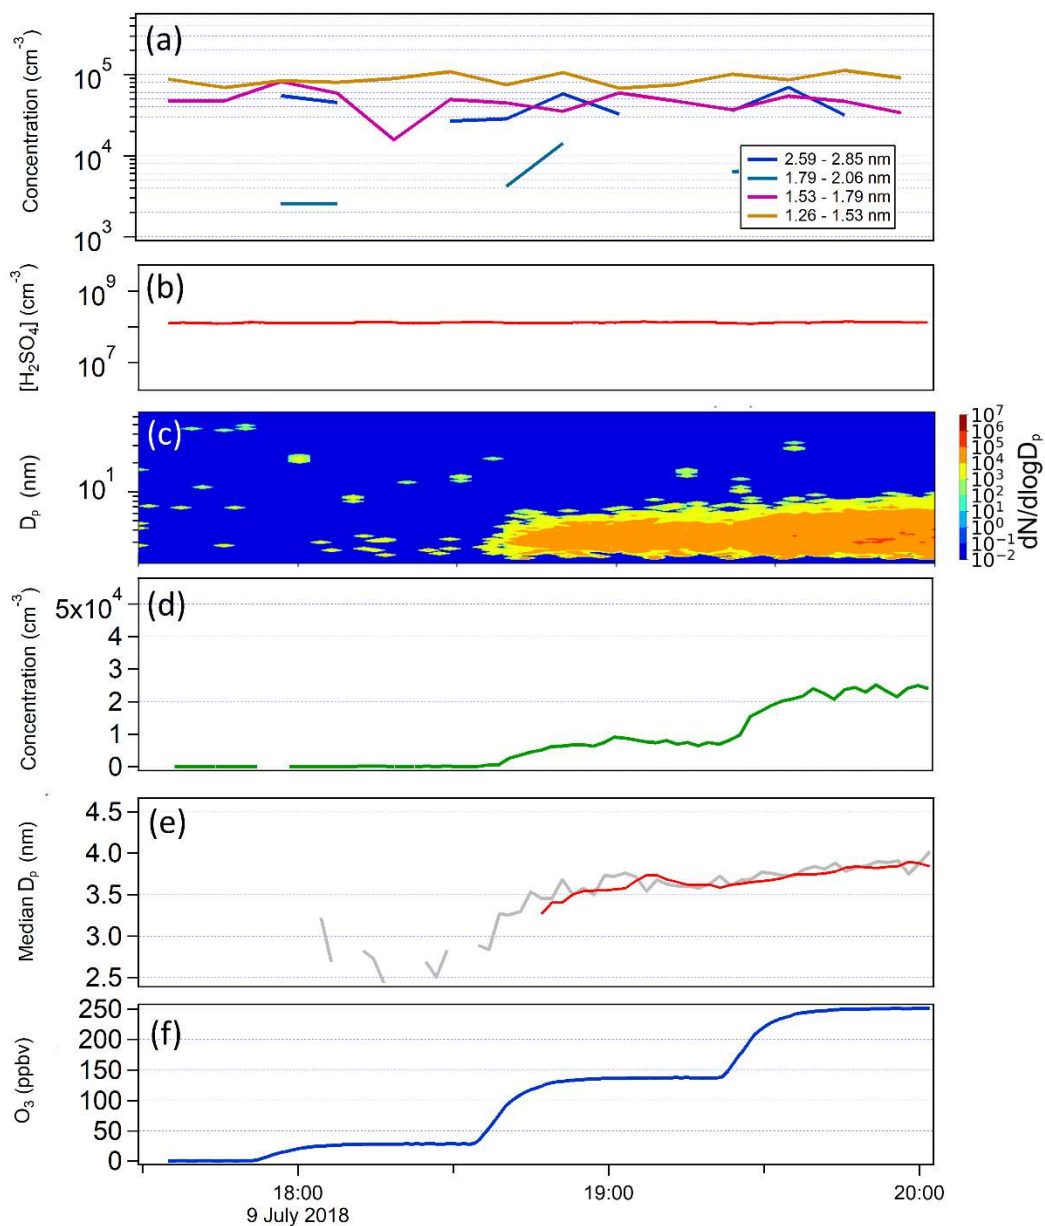 (a)
Concentration (cm⁻³)
10⁵
10⁴
10³
2.59 - 2.85 nm
1.79 - 2.06 nm
1.53 - 1.79 nm
1.26 - 1.53 nm
(b)
[H₂SO₄] (cm⁻³)
10⁹
10⁷
(c)
Dₚ (nm)
10¹
10⁷
10⁶
10⁵
10⁴
10³
10²
10¹
10⁰
10⁻¹
10⁻²
dN/dlogDₚ
(d)
Concentration (cm⁻³)
5x10⁴
4
3
2
1
0
(e)
Median Dₚ (nm)
4.5
4.0
3.5
3.0
2.5
(f)
O₃ (ppbv)
250
200
150
100
50
0
18:00 19:00 20:00
9 July 2018